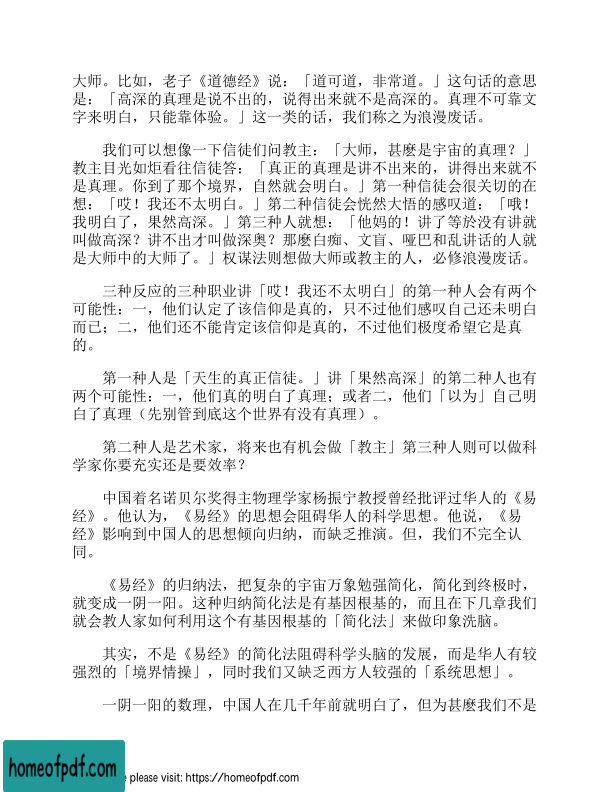 大师。比如，老子《道德经》说：「道可道，非常道。」这句话的意思
是：「高深的真理是说不出的，说得出来就不是高深的。真理不可靠文
字来明白，只能靠体验。」这一类的话，我们称之为浪漫废话。
我们可以想像一下信徒们问教主：「大师，甚麽是宇宙的真理？」
教主目光如炬看往信徒答：「真正的真理是讲不出来的，讲得出来就不
是真理。你到了那个境界，自然就会明白。」第一种信徒会很关切的在
想：「哎！我还不太明白。」第二种信徒会恍然大悟的感叹道：「哦！
我明白了，果然高深。」第三种人就想：「他妈的！讲了等於没有讲就
叫做高深？讲不出才叫做深奥？那麽白痴、文盲、哑巴和乱讲话的人就
是大师中的大师了。」权谋法则想做大师或教主的人，必修浪漫废话。
三种反应的三种职业讲「哎！我还不太明白」的第一种人会有两个
可能性：一，他们认定了该信仰是真的，只不过他们感叹自己还未明白
而已；二，他们还不能肯定该信仰是真的，不过他们极度希望它是真
的。
第一种人是「天生的真正信徒。」讲「果然高深」的第二种人也有
两个可能性：一，他们真的明白了真理；或者二，他们「以为」自己明
白了真理（先别管到底这个世界有没有真理）。
第二种人是艺术家，将来也有机会做「教主」第三种人则可以做科
学家你要充实还是要效率？
中国着名诺贝尔奖得主物理学家杨振宁教授曾经批评过华人的《易
经》。他认为，《易经》的思想会阻碍华人的科学思想。他说，《易
经》影响到中国人的思想倾向归纳，而缺乏推演。但，我们不完全认
同。
《易经》的归纳法，把复杂的宇宙万象勉强简化，简化到终极时，
就变成一阴一阳。这种归纳简化法是有基因根基的，而且在下几章我们
就会教人家如何利用这个有基因根基的「简化法」来做印象洗脑。
其实，不是《易经》的简化法阻碍科学头脑的发展，而是华人有较
强烈的「境界情操」，同时我们又缺乏西方人较强的「系统思想」。
一阴一阳的数理，中国人在几千年前就明白了，但为甚麽我们不是
homeofpdf.com
e please visit: https://homeofpdf.com